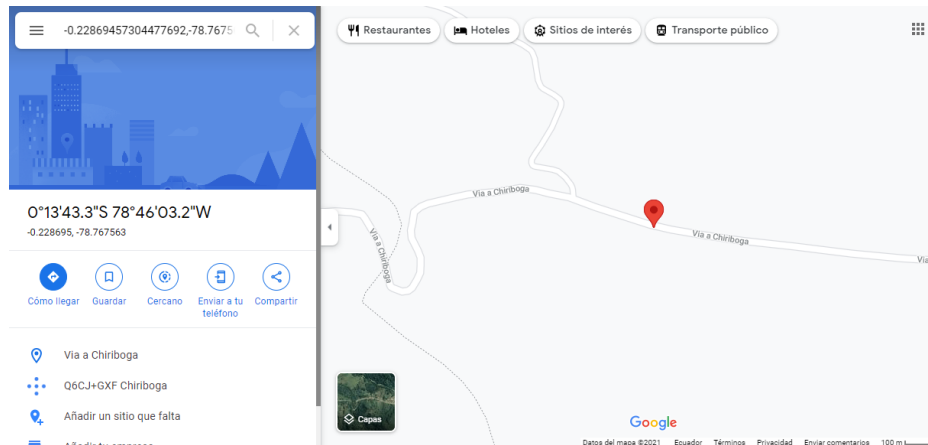 -0.22869457304477692,-78.7675
0°13'43.3"S 78°46'03.2"W
-0.228695, -78.767563
Cómo llegar
Guardar
Cercano
Enviar a tu
teléfono
Compartir
Via a Chiriboga
Q6CJ+GXF Chiriboga
Añadir un sitio que falta
Añadir tu empresa
Restaurantes
Hoteles
Sitios de interés
Transporte público
Via a Chiriboga
Via a Chiriboga
Via a Chiriboga
Via
Capas
Google
Datos del mapa ©2021 Ecuador Términos Privacidad Enviar comentarios 100 m